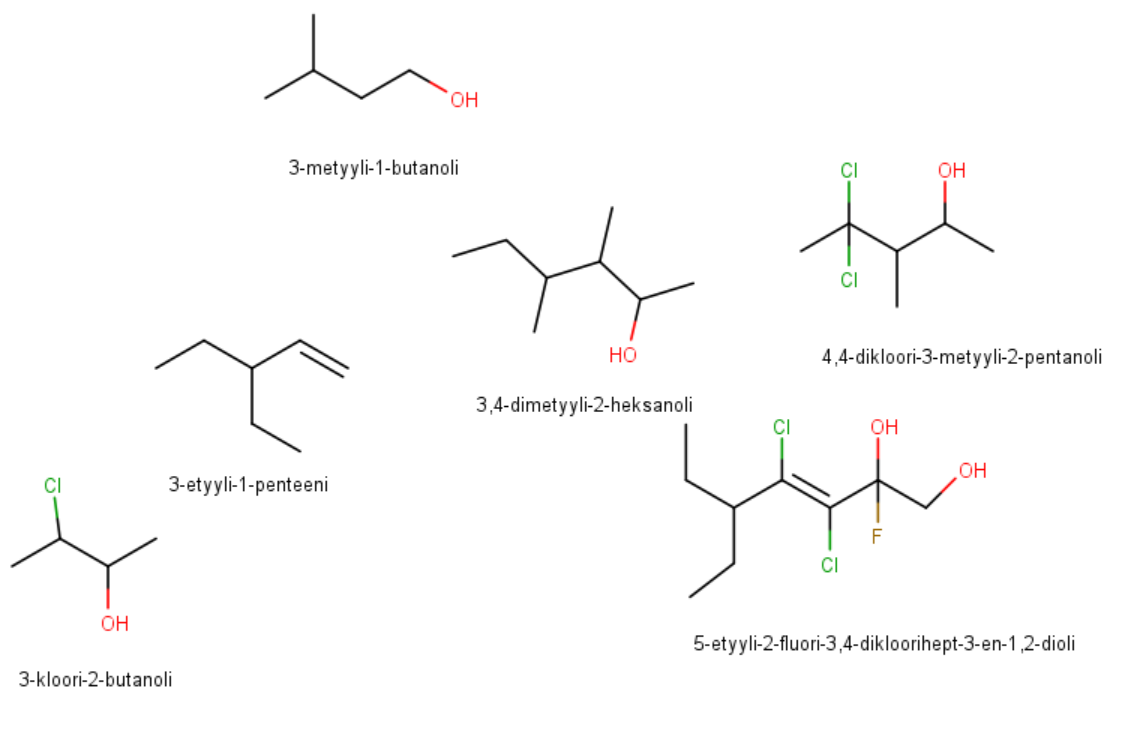 OH
3-metyyli-1-butanoli
Cl
OH
Cl
4,4-dikloori-3-metyyli-2-pentanoli
HO
3,4-dimetyyli-2-heksanoli
3-etyyli-1-penteeni
Cl
OH
OH
F
Cl
5-etyyli-2-fluori-3,4-dikloorihept-3-en-1,2-dioli
Cl
OH
3-kloori-2-butanoli